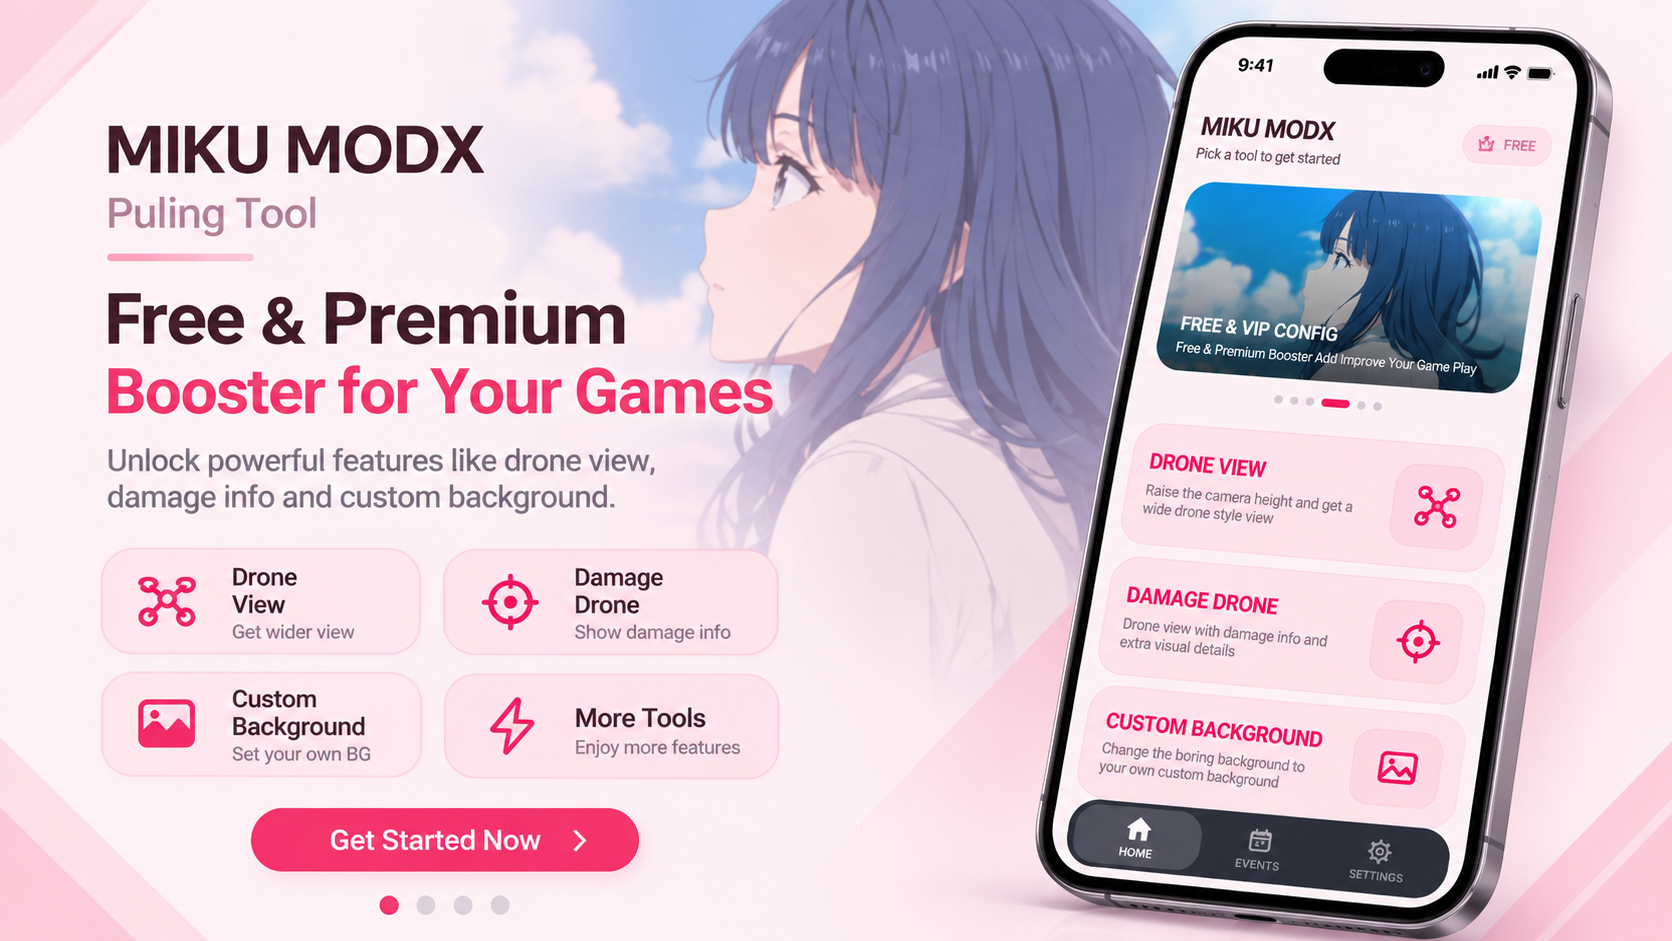 MIKU MODX
Puling Tool
Free & Premium
Booster for Your Games
Unlock powerful features like drone view,
damage info and custom background.
Drone
View
Get wider view
Damage
Drone
Show damage info
Custom
Background
Set your own BG
More Tools
Enjoy more features
Get Started Now
9:41
MIKU MODX
Pick a tool to get started
FREE
FREE & VIP CONFIG
Free & Premium Booster Add Improve Your Game Play
DRONE VIEW
Raise the camera height and get a
wide drone style view
DAMAGE DRONE
Drone view with damage info and
extra visual details
CUSTOM BACKGROUND
Change the boring background to
your own custom background
HOME
EVENTS
SETTINGS